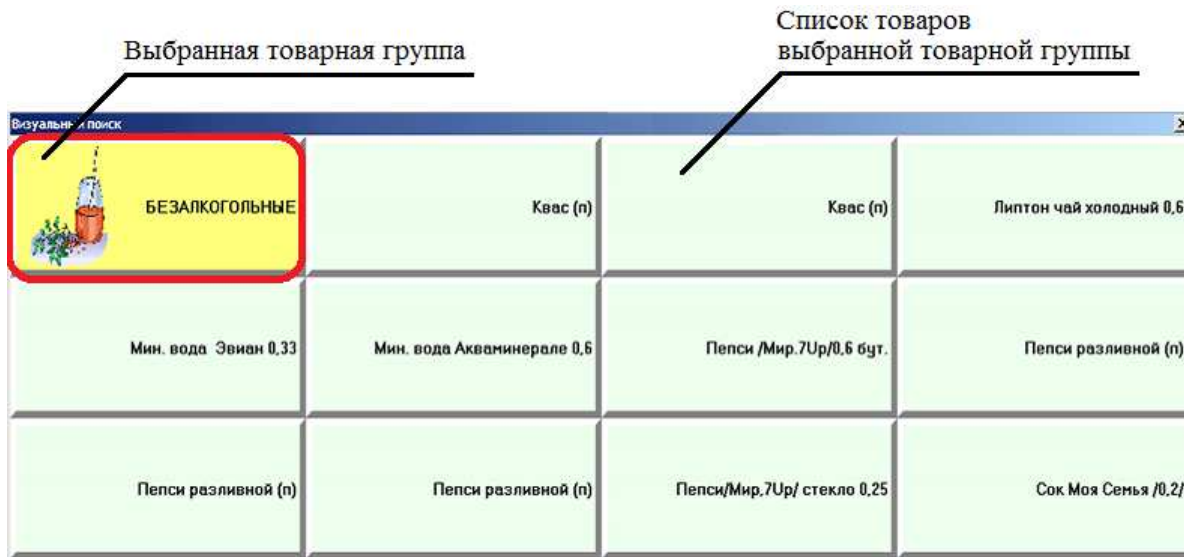 Выбранная товарная группа
Список товаров
выбранной товарной группы
Визуальный поиск
БЕЗАЛКОГОЛЬНЫЕ
Квас (п)
Квас (п)
Липтон чай холодный 0,6
Мин. вода Эвиан 0,33
Мин. вода Акваминерале 0,6
Пепси /Мир.7Up/0,6 бут.
Пепси разливной (п)
Пепси разливной (п)
Пепси разливной (п)
Пепси/Мир,7Up/ стекло 0,25
Сок Моя Семья /0,2/